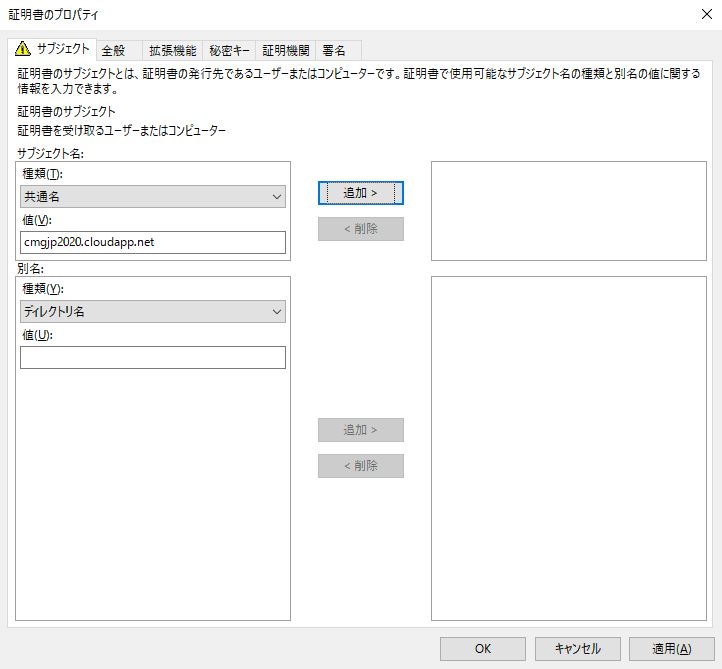 証明書のプロパティ
サブジェクト 全般 拡張機能 秘密キー 証明機関 署名
証明書のサブジェクトとは、証明書の発行先であるユーザーまたはコンピューターです。証明書で使用可能なサブジェクト名の種類と別名の値に関する
情報を入力できます。
証明書のサブジェクト
証明書を受け取るユーザーまたはコンピューター
サブジェクト名:
種類(T):
共通名
追加 >
値(V):
< 削除
cmgjp2020.cloudapp.net
別名:
種類(Y):
ディレクトリ名
値(U):
追加 >
< 削除
OK キャンセル 適用(A)